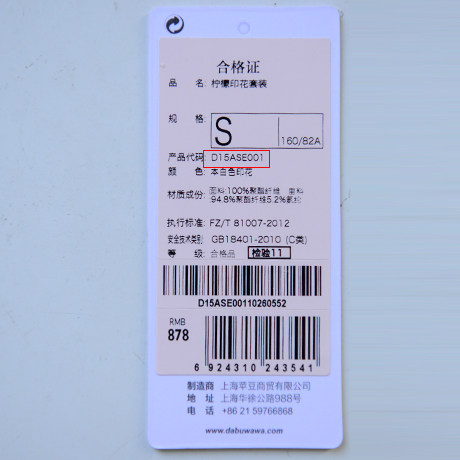 合格证
品 名: 柠檬印花套装
规 格: S 160/82A
产品代码: D15ASE001
颜 色: 本白色印花
材质成份: 面料:100%聚酯纤维 里料
94.8%聚酯纤维5.2%氨纶
执行标准: FZ/T 81007-2012
安全技术类别: GB18401-2010 (C类)
等 级: 合格品 检验11
D15ASE00110260552
RMB
878
6 924310 243541
制造商 上海苹豆商贸有限公司
地 址 上海华徐公路988号
电 话 +86 21 59766868
www.dabuwawa.com